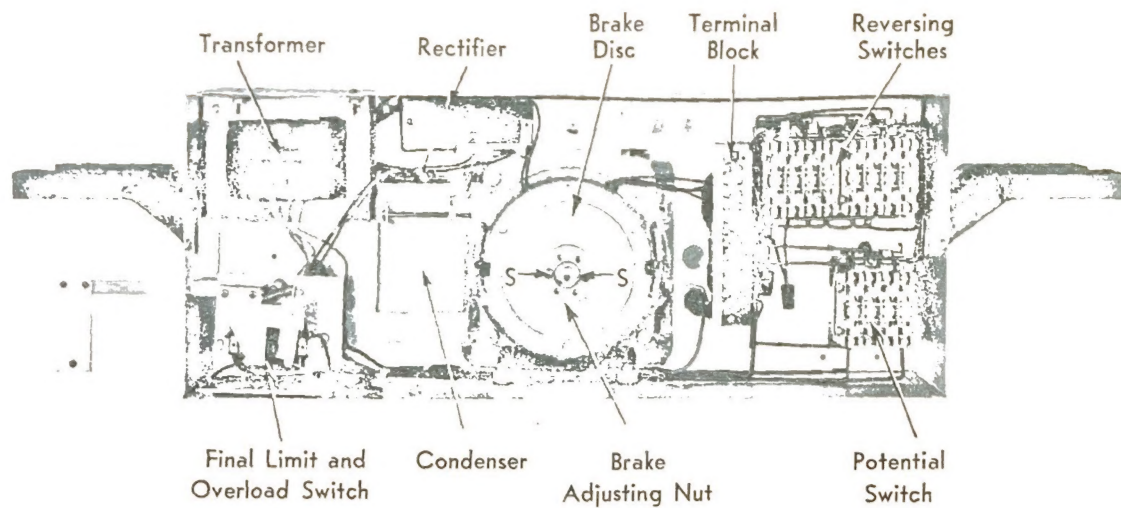 Transformer
Rectifier
Brake
Disc
Terminal
Block
Reversing
Switches
S
S
Final Limit and
Overload Switch
Condenser
Brake
Adjusting Nut
Potential
Switch